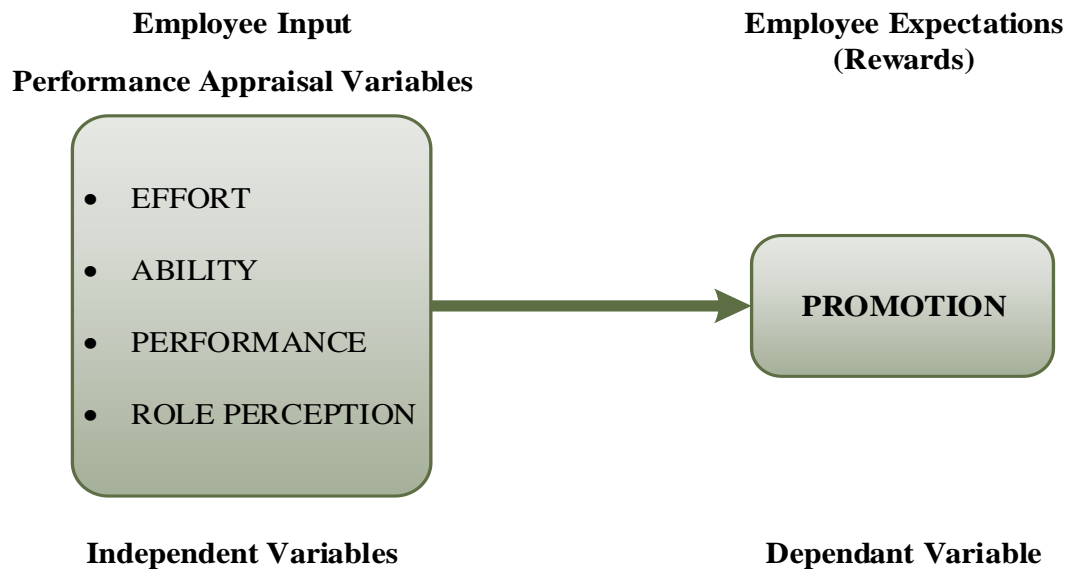 Employee Input
Performance Appraisal Variables
• EFFORT
• ABILITY
• PERFORMANCE
• ROLE PERCEPTION
Independent Variables
Employee Expectations
(Rewards)
PROMOTION
Dependant Variable